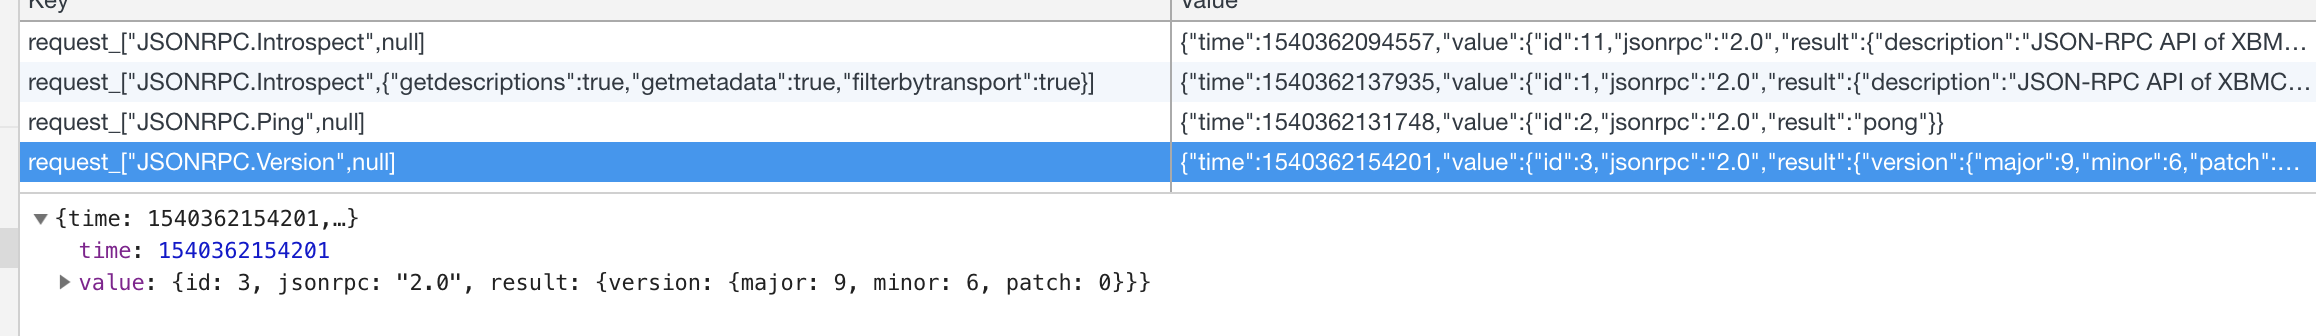 Key Value
request_["JSONRPC.Introspect",null] {"time":1540362094557,"value":{"id":11,"jsonrpc":"2.0","result":{"description":"JSON-RPC API of XBM…
request_["JSONRPC.Introspect",{"getdescriptions":true,"getmetadata":true,"filterbytransport":true}] {"time":1540362137935,"value":{"id":1,"jsonrpc":"2.0","result":{"description":"JSON-RPC API of XBMC…
request_["JSONRPC.Ping",null] {"time":1540362131748,"value":{"id":2,"jsonrpc":"2.0","result":"pong"}}
request_["JSONRPC.Version",null] {"time":1540362154201,"value":{"id":3,"jsonrpc":"2.0","result":{"version":{"major":9,"minor":6,"patch":…
{time: 1540362154201,…}
time: 1540362154201
value: {id: 3, jsonrpc: "2.0", result: {version: {major: 9, minor: 6, patch: 0}}}